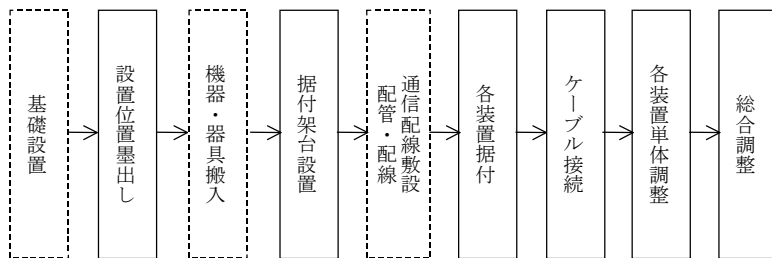 基礎設置
設置位置墨出し
機器・器具搬入
据付架台設置
通信配線敷設
配管・配線
各装置据付
ケーブル接続
各装置単体調整
総合調整